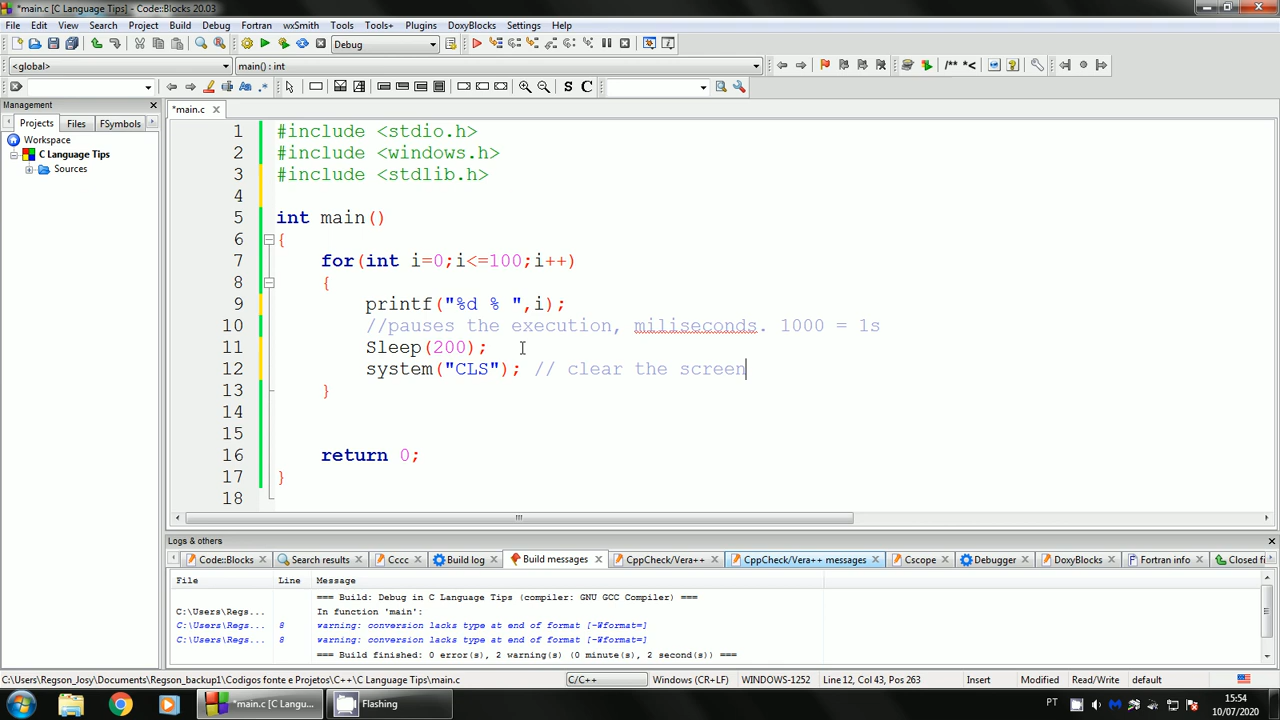 *main.c [C Language Tips] - Code::Blocks 20.03
File Edit View Search Project Build Debug Fortran wxSmith Tools Tools+ Plugins DoxyBlocks Settings Help
Debug
<global> main() : int
/** *<
S C
Management
Projects Files FSymbols
Workspace
C Language Tips
Sources
*main.c
1 #include <stdio.h>
2 #include <windows.h>
3 #include <stdlib.h>
4
5 int main()
6 {
7 for(int i=0;i<=100;i++)
8 {
9 printf("%d % ",i);
10 //pauses the execution, miliseconds. 1000 = 1s
11 Sleep(200);
12 system("CLS"); // clear the screen
13 }
14
15
16 return 0;
17 }
18
Logs & others
Code::Blocks Search results Cccc Build log Build messages CppCheck/Vera++ CppCheck/Vera++ messages Cscope Debugger DoxyBlocks Fortran info Closed fi
File Line Message
=== Build: Debug in C Language Tips (compiler: GNU GCC Compiler) ===
C:\Users\Regs... In function 'main':
C:\Users\Regs... 8 warning: conversion lacks type at end of format [-Wformat=]
C:\Users\Regs... 8 warning: conversion lacks type at end of format [-Wformat=]
=== Build finished: 0 error(s), 2 warning(s) (0 minute(s), 2 second(s)) ===
C:\Users\Regson_Josy\Documents\Regson_backup1\Codigos fonte e Projetos\C++\C Language Tips\main.c C/C++ Windows (CR+LF) WINDOWS-1252 Line 12, Col 43, Pos 263 Insert Modified Read/Write default
*main.c [C Langu... Flashing PT 15:54
10/07/2020